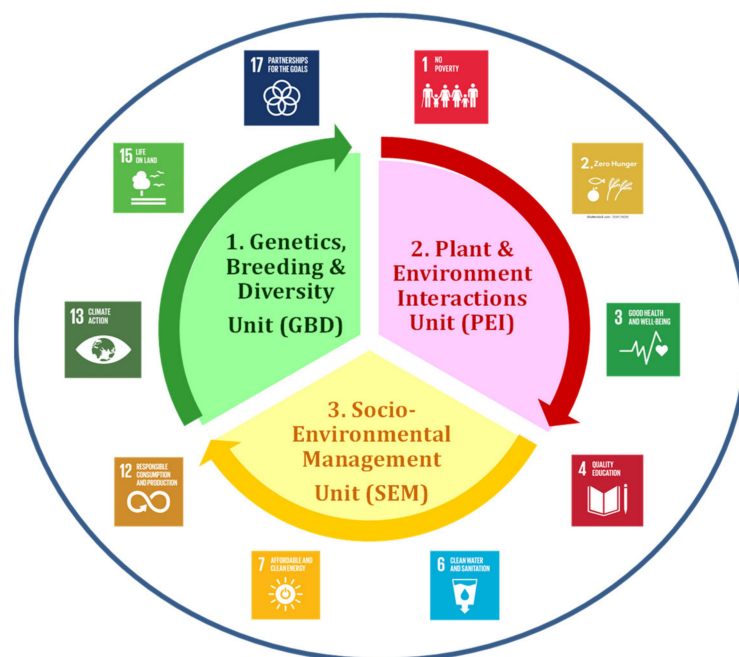 17 PARTNERSHIPS
FOR THE GOALS
1 NO
POVERTY
15 LIFE
ON LAND
2. Zero Hunger
1. Genetics,
Breeding &
Diversity
Unit (GBD)
2. Plant &
Environment
Interactions
Unit (PEI)
13 CLIMATE
ACTION
3 GOOD HEALTH
AND WELL-BEING
3. Socio-
Environmental
Management
Unit (SEM)
12 RESPONSIBLE
CONSUMPTION
AND PRODUCTION
4 QUALITY
EDUCATION
7 AFFORDABLE AND
CLEAN ENERGY
6 CLEAN WATER
AND SANITATION